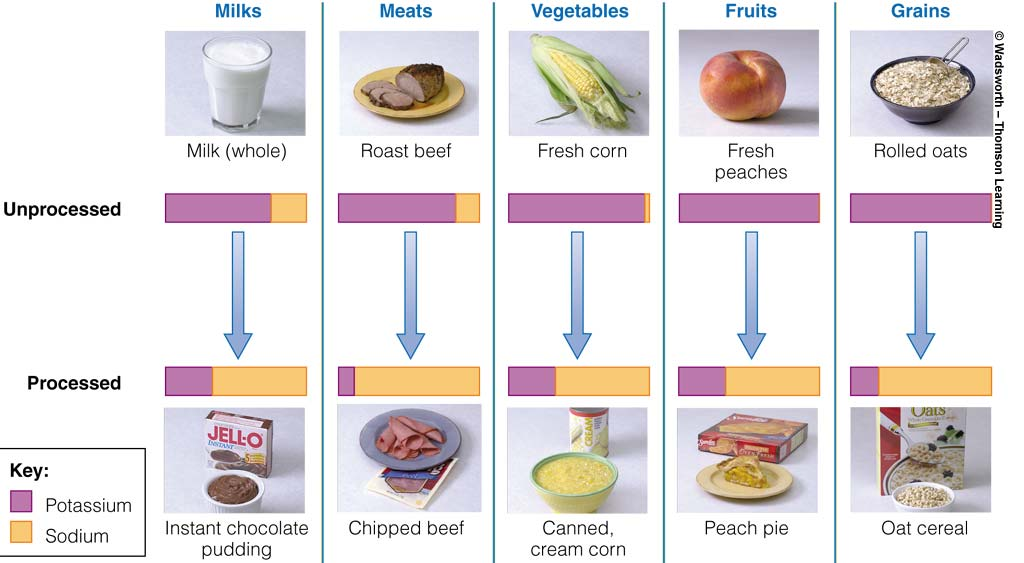 Milks
Meats
Vegetables
Fruits
Grains
© Wadsworth – Thomson Learning
Milk (whole)
Roast beef
Fresh corn
Fresh
peaches
Rolled oats
Unprocessed
Processed
JELL-O
INSTANT
CREAM
Oats
Key:
Potassium
Sodium
Instant chocolate
pudding
Chipped beef
Canned,
cream corn
Peach pie
Oat cereal